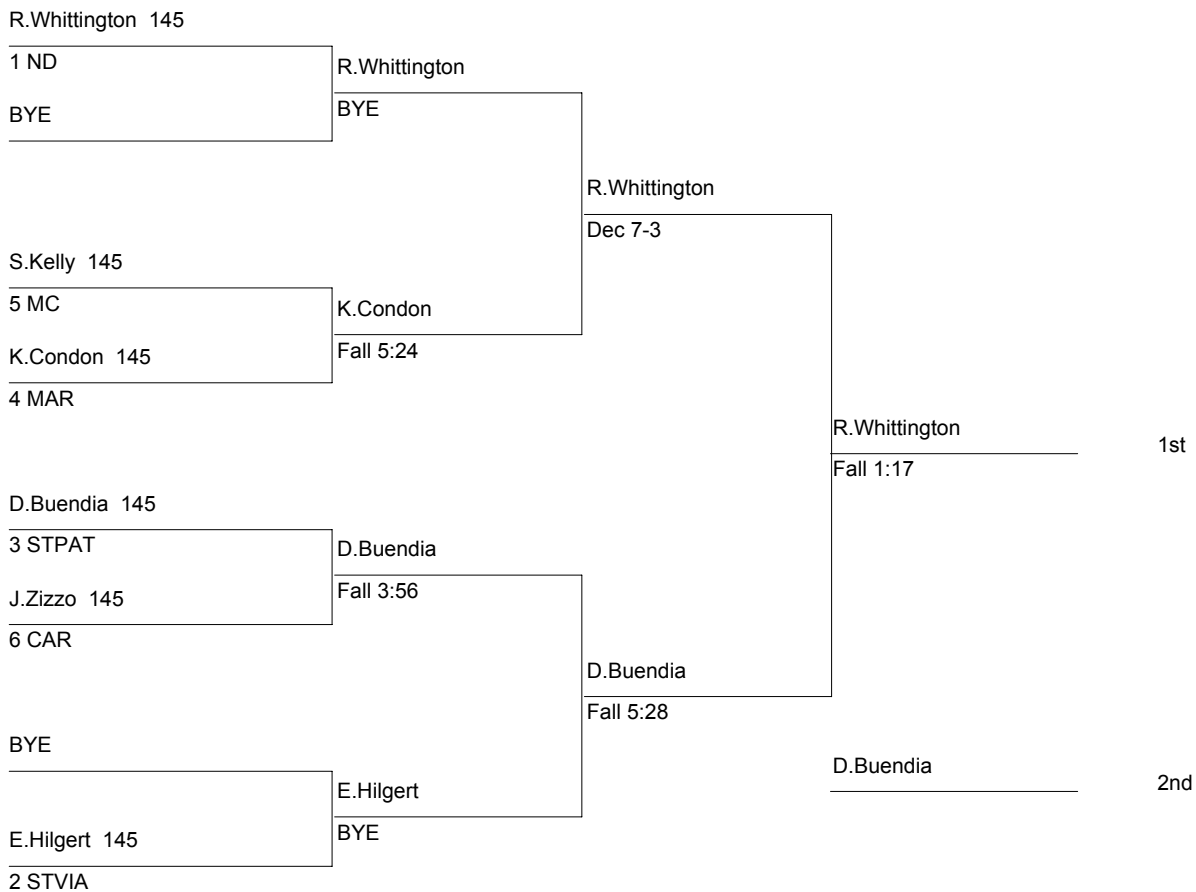 R.Whittington 145
1 ND
BYE
S.Kelly 145
5 MC
K.Condon 145
4 MAR
D.Buendia 145
3 STPAT
J.Zizzo 145
6 CAR
BYE
E.Hilgert 145
2 STVIA
R.Whittington
BYE
K.Condon
Fall 5:24
D.Buendia
Fall 3:56
E.Hilgert
BYE
R.Whittington
Dec 7-3
D.Buendia
Fall 5:28
R.Whittington
Fall 1:17
1st
D.Buendia
2nd